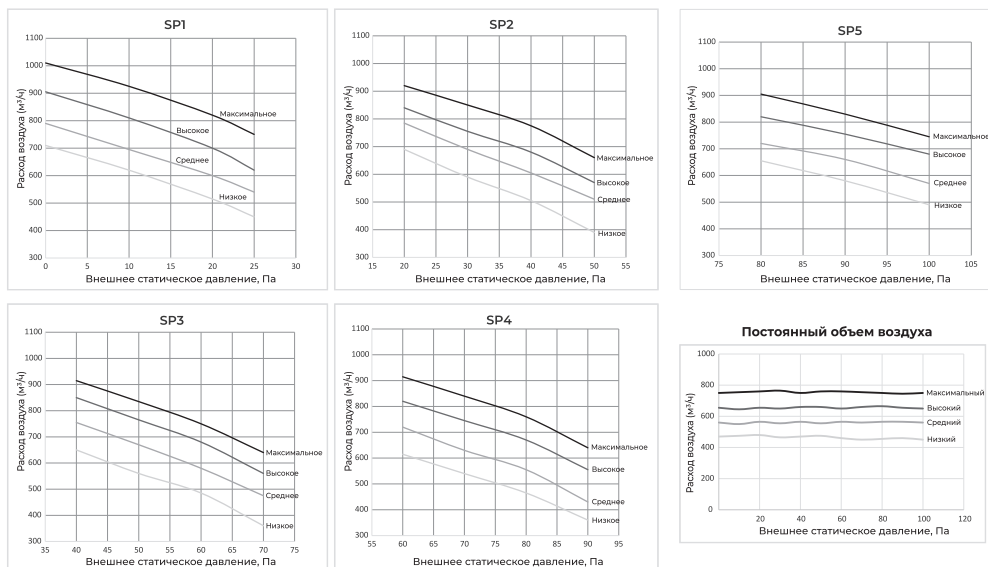 SP1
Расход воздуха (м³/ч)
1100
1000
900
800
700
600
500
400
300
0 5 10 15 20 25 30
Максимальное
Высокое
Среднее
Низкое
Внешнее статическое давление, Па
SP2
Расход воздуха (м³/ч)
1100
1000
900
800
700
600
500
400
300
15 20 25 30 35 40 45 50 55
Максимальное
Высокое
Среднее
Низкое
Внешнее статическое давление, Па
SP5
Расход воздуха (м³/ч)
1100
1000
900
800
700
600
500
400
300
75 80 85 90 95 100 105
Максимальное
Высокое
Среднее
Низкое
Внешнее статическое давление, Па
SP3
Расход воздуха (м³/ч)
1100
1000
900
800
700
600
500
400
300
35 40 45 50 55 60 65 70 75
Максимальное
Высокое
Среднее
Низкое
Внешнее статическое давление, Па
SP4
Расход воздуха (м³/ч)
1100
1000
900
800
700
600
500
400
300
55 60 65 70 75 80 85 90 95
Максимальное
Высокое
Среднее
Низкое
Внешнее статическое давление, Па
Постоянный объем воздуха
Расход воздуха (м³/ч)
1000
800
600
400
200
0
20 40 60 80 100 120
Максимальный
Высокий
Средний
Низкий
Внешнее статическое давление, Па